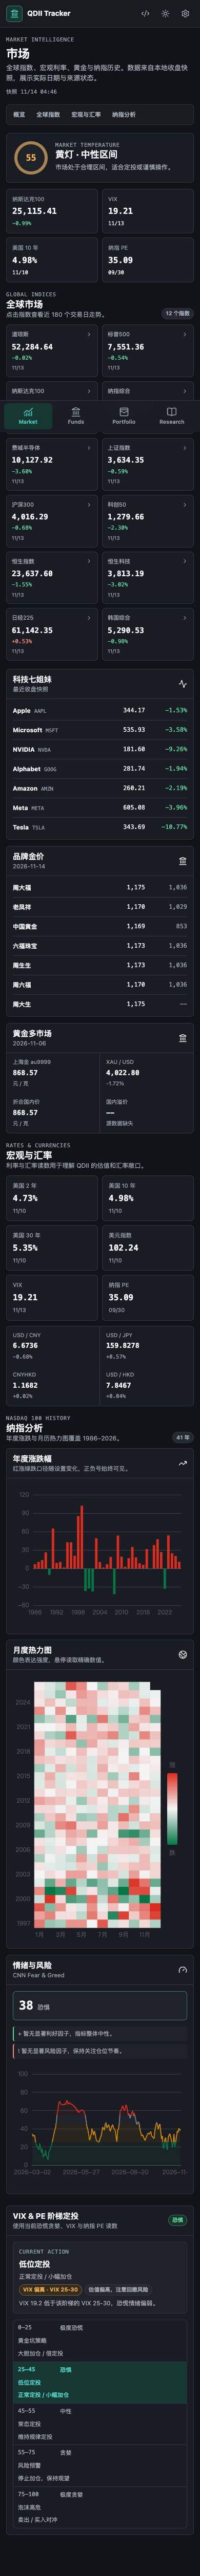 QDII Tracker
MARKET INTELLIGENCE
市场
全球指数、宏观利率、黄金与纳指历史。数据来自本地收盘快
照，展示实际日期与来源状态。
快照 11/14 04:46
概览 全球指数 宏观与汇率 纳指分析
55
MARKET TEMPERATURE
黄灯 · 中性区间
市场处于合理区间，适合定投或谨慎操作。
纳斯达克100 VIX
25,115.41 19.21
-0.99% 11/13
美国 10 年 纳指 PE
4.98% 35.09
11/10 09/30
GLOBAL INDICES
全球市场
点击指数查看近 180 个交易日走势。
12 个指数
道琼斯 标普500
52,284.64 7,551.36
-0.02% -0.54%
11/13 11/13
纳斯达克100 纳指综合
Market Funds Portfolio Research
费城半导体 上证指数
10,127.92 3,634.35
-3.60% -0.59%
11/13 11/13
沪深300 科创50
4,016.29 1,279.66
-0.68% -2.30%
11/13 11/13
恒生指数 恒生科技
23,637.60 3,813.19
-1.55% -3.02%
11/13 11/13
日经225 韩国综合
61,142.35 5,290.53
+0.53% -0.98%
11/13 11/13
科技七姐妹
最近收盘快照
Apple AAPL 344.17 -1.53%
Microsoft MSFT 535.93 -3.58%
NVIDIA NVDA 181.60 -9.26%
Alphabet GOOG 281.74 -1.94%
Amazon AMZN 260.21 -2.19%
Meta META 605.08 -3.96%
Tesla TSLA 343.69 -10.77%
品牌金价
2026-11-14
周大福 1,175 1,036
老凤祥 1,170 1,029
中国黄金 1,169 853
六福珠宝 1,173 1,036
周生生 1,173 1,036
周六福 1,170 1,036
周大生 1,175 —
黄金多市场
2026-11-06
上海金 au9999 XAU / USD
868.57 4,022.80
元 / 克 -1.72%
折合国内价 国内溢价
868.57 —
元 / 克 源数据缺失
RATES & CURRENCIES
宏观与汇率
利率与汇率读数用于理解 QDII 的估值和汇率敞口。
美国 2 年 美国 10 年
4.73% 4.98%
11/10 11/10
美国 30 年 美元指数
5.35% 102.24
11/10 11/10
VIX 纳指 PE
19.21 35.09
11/13 09/30
USD / CNY USD / JPY
6.6736 159.8278
-0.68% +0.57%
CNYHKD USD / HKD
1.1682 7.8467
+0.02% +0.04%
NASDAQ 100 HISTORY
纳指分析
年度涨跌与月历热力图覆盖 1986–2026。
41 年
年度涨跌幅
红涨绿跌口径随设置变化，正负号始终可见。
120
90
60
30
0
-30
-60
1986 1992 1998 2004 2010 2016 2022
月度热力图
颜色表达强度，悬停读取精确数值。
2024
2021
2018
2015
2012
2009
2006
2003
2000
1997
1月 3月 5月 7月 9月 11月
涨
跌
情绪与风险
CNN Fear & Greed
38 恐惧
+ 暂无显著利好因子，指标整体中性。
! 暂无显著风险因子，保持关注仓位节奏。
100
80
60
40
20
0
2026-03-02 2026-05-27 2026-08-20 2026-11
VIX & PE 阶梯定投
使用当前恐贪替、VIX 与纳指 PE 读数
恐惧
CURRENT ACTION
低位定投
正常定投 / 小幅加仓
VIX 偏高 · VIX 25–30 估值偏高，注意回撤风险
VIX 19.2 低于该阶梯的 VIX 25–30，恐慌情绪偏弱。
0–25 极度恐慌
黄金坑策略
大胆加仓 / 倍定投
25–45 恐惧
低位定投
正常定投 / 小幅加仓
45–55 中性
常态定投
维持规律定投
55–75 贪婪
风险预警
停止加仓，保持观望
75–100 极度贪婪
泡沫离危
卖出 / 买入对冲